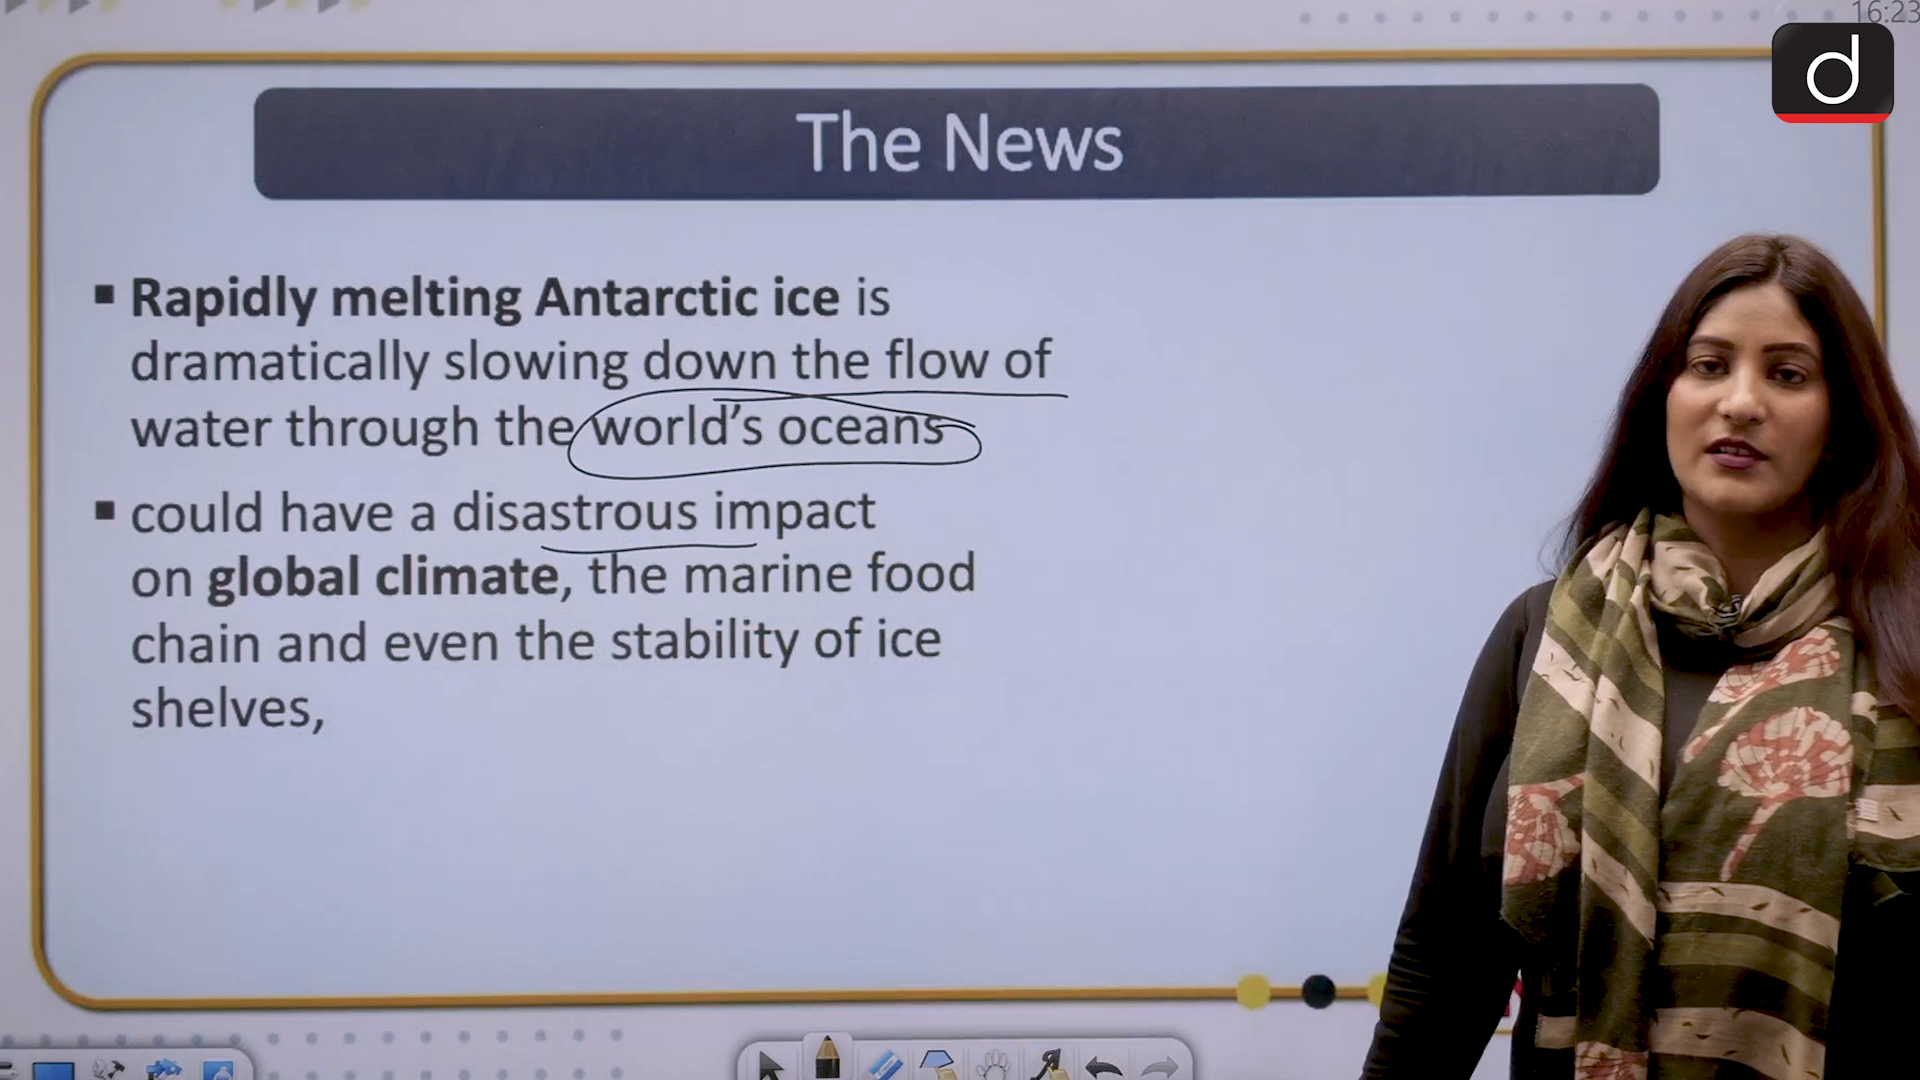 16:23
d
The News
▪ Rapidly melting Antarctic ice is
dramatically slowing down the flow of
water through the world's oceans
▪ could have a disastrous impact
on global climate, the marine food
chain and even the stability of ice
shelves,